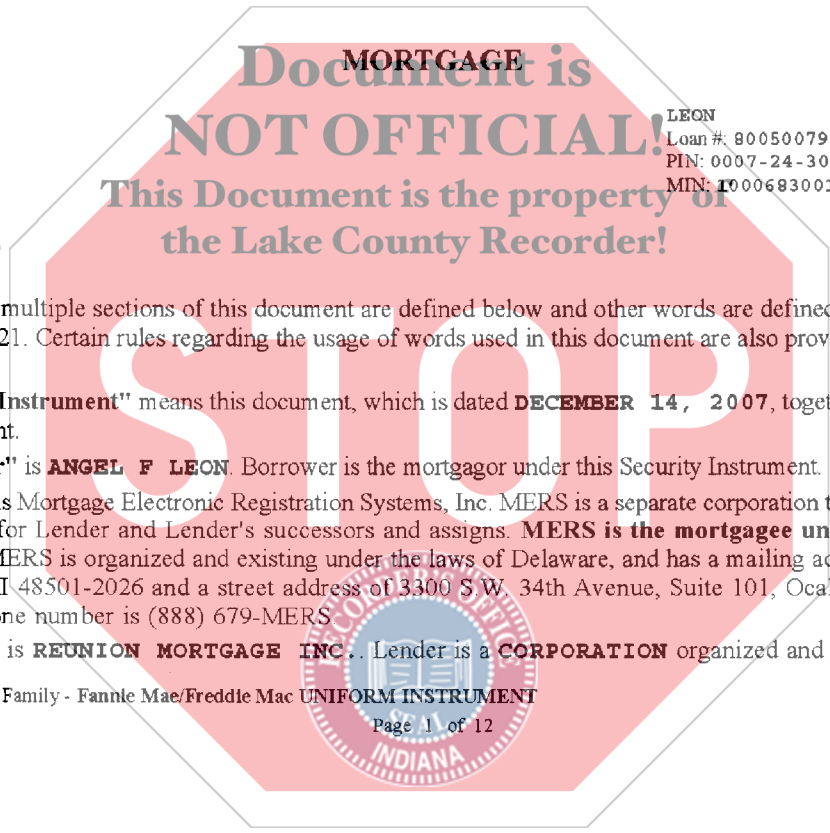 MORTGAGE
Document is
NOT OFFICIAL!
This Document is the property of
the Lake County Recorder!
LEON
Loan #: 80050079
PIN: 0007-24-30
MIN: 1000683001
multiple sections of this document are defined below and other words are defined
21. Certain rules regarding the usage of words used in this document are also prov
Instrument" means this document, which is dated DECEMBER 14, 2007, toget
nt.
r" is ANGEL F LEON. Borrower is the mortgagor under this Security Instrument.
s Mortgage Electronic Registration Systems, Inc. MERS is a separate corporation t
for Lender and Lender's successors and assigns. MERS is the mortgagee un
MERS is organized and existing under the laws of Delaware, and has a mailing ad
I 48501-2026 and a street address of 3300 S.W. 34th Avenue, Suite 101, Ocal
one number is (888) 679-MERS
is REUNION MORTGAGE INC.. Lender is a CORPORATION organized and
Family - Fannie Mae/Freddie Mac UNIFORM INSTRUMENT
Page 1 of 12
STOP
RECORDER'S OFFICE
SEAL
INDIANA